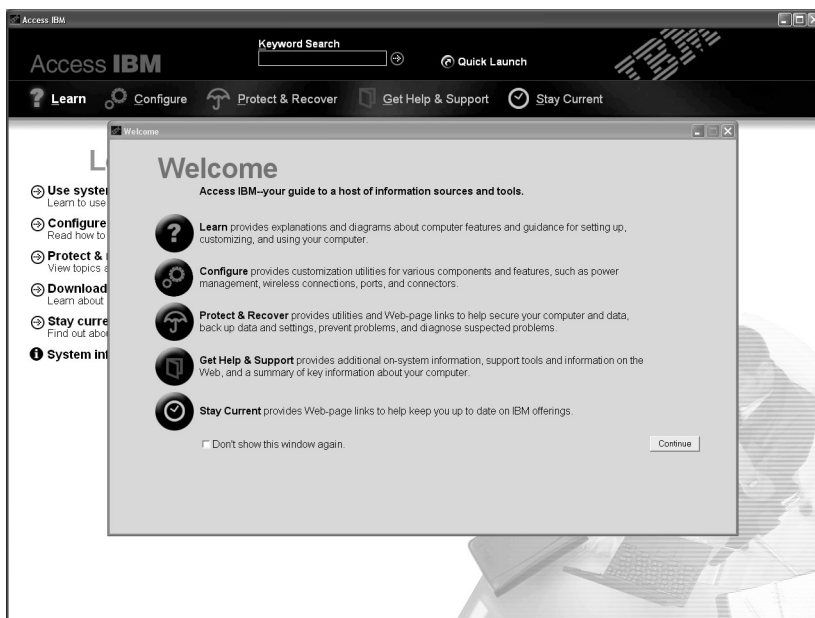 Access IBM
Access IBM
Keyword Search
Quick Launch
IBM
Learn
Configure
Protect & Recover
Get Help & Support
Stay Current
Use
Learn to use
Configure
Read how to
Protect &
View topics
Download
Learn about
Stay
Find out
System
Welcome
Welcome
Access IBM--your guide to a host of information sources and tools.
Learn provides explanations and diagrams about computer features and guidance for setting up,
customizing, and using your computer.
Configure provides customization utilities for various components and features, such as power
management, wireless connections, ports, and connectors.
Protect & Recover provides utilities and Web-page links to help secure your computer and data,
back up data and settings, prevent problems, and diagnose suspected problems.
Get Help & Support provides additional on-system information, support tools and information on the
Web, and a summary of key information about your computer.
Stay Current provides Web-page links to help keep you up to date on IBM offerings.
Don't show this window again.
Continue